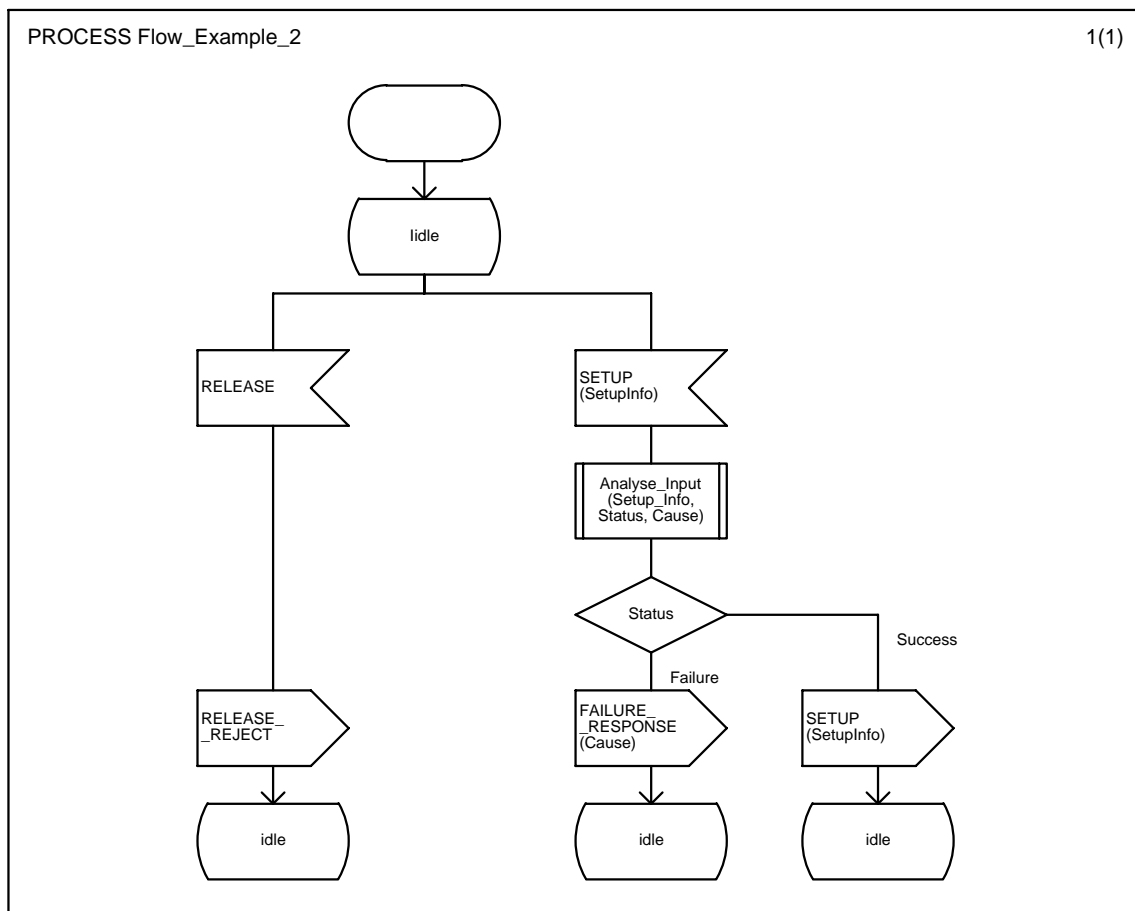 PROCESS Flow_Example_2
1(1)
Iidle
RELEASE
SETUP
(SetupInfo)
Analyse_Input
(Setup_Info,
Status, Cause)
Status
Success
Failure
RELEASE_
_REJECT
FAILURE_
_RESPONSE
(Cause)
SETUP
(SetupInfo)
idle
idle
idle